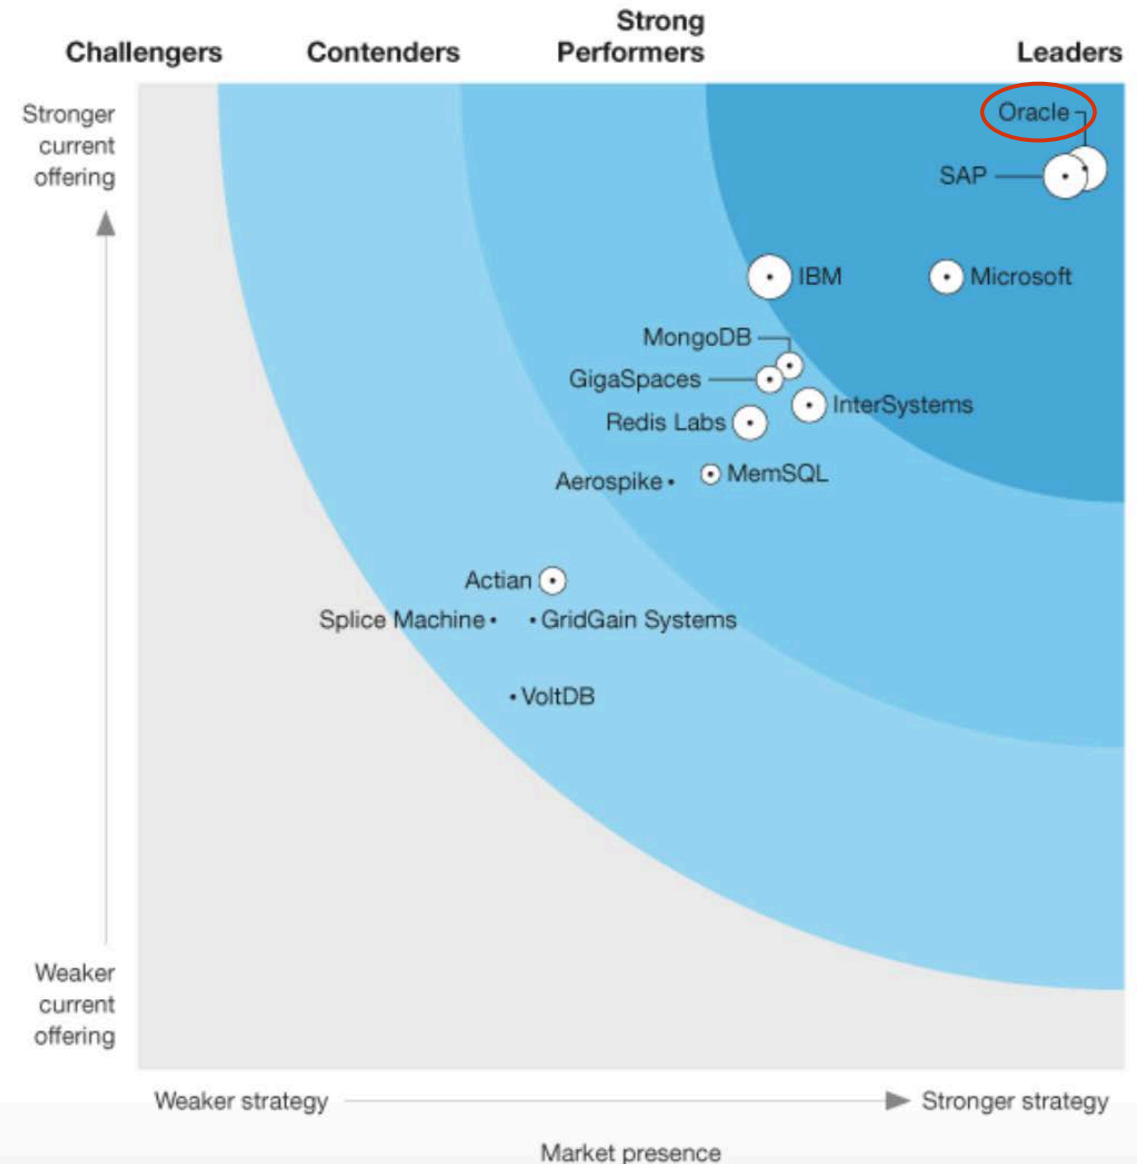 Strong
Challengers Contenders Performers Leaders
Stronger
current
offering
Oracle
SAP
IBM Microsoft
MongoDB
GigaSpaces
InterSystems
Redis Labs
MemSQL
Aerospike
Actian
Splice Machine GridGain Systems
VoltDB
Weaker
current
offering
Weaker strategy Stronger strategy
Market presence